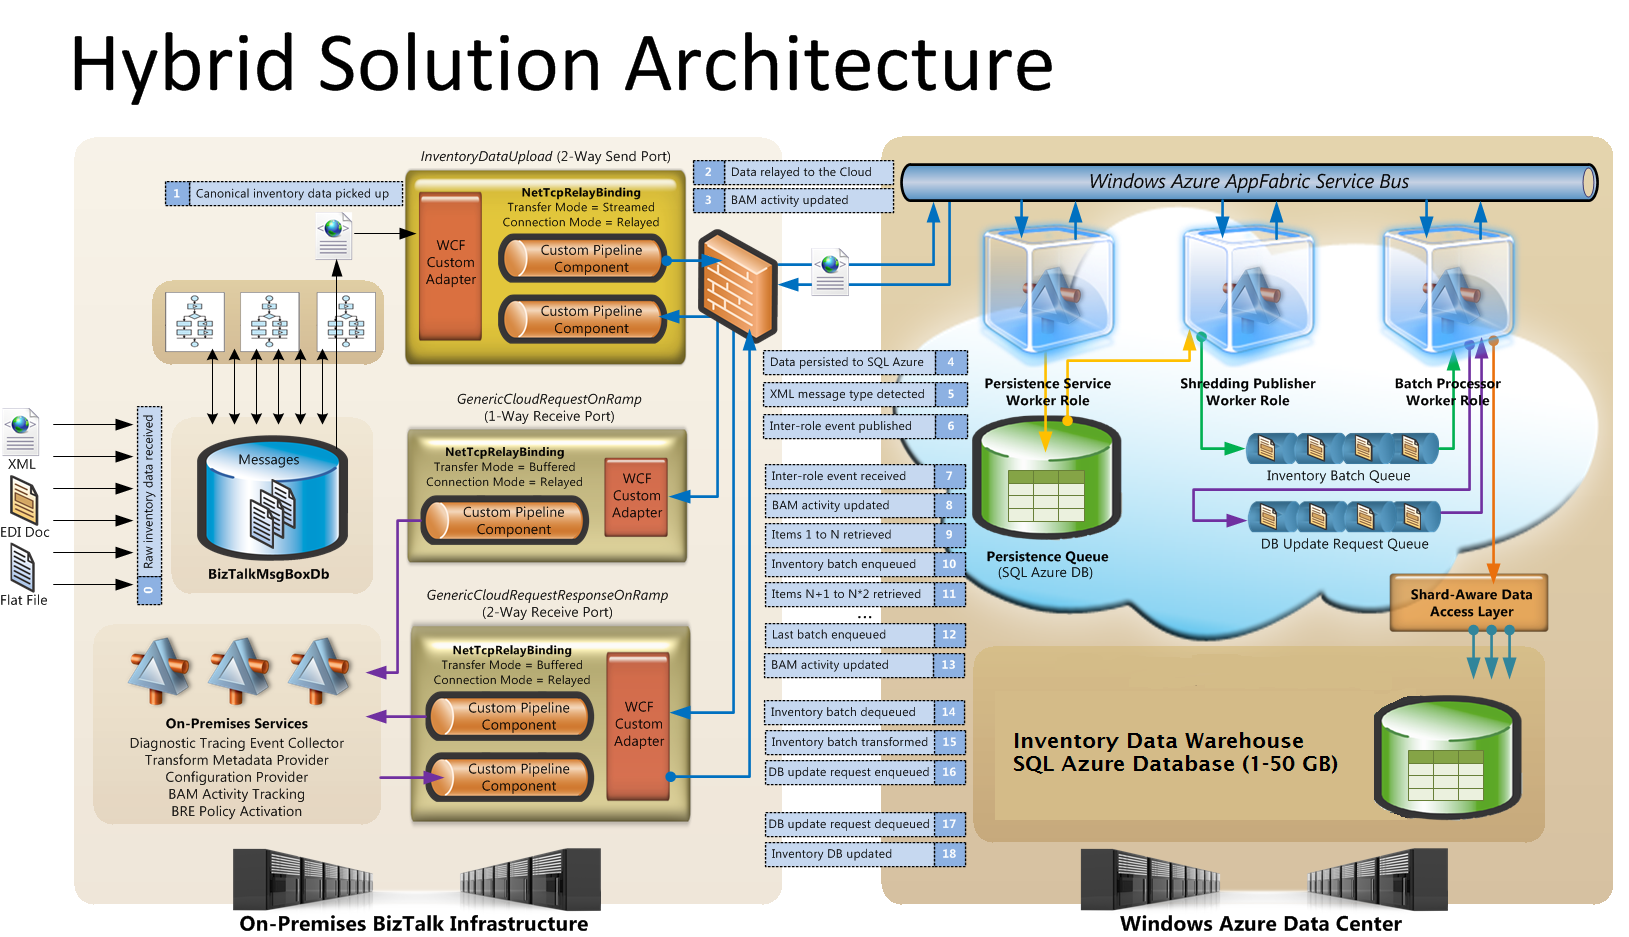 Hybrid Solution Architecture
InventoryDataUpload (2-Way Send Port)
1 Canonical inventory data picked up
NetTcpRelayBinding
Transfer Mode = Streamed
Connection Mode = Relayed
WCF
Custom
Adapter
Custom Pipeline
Component
Custom Pipeline
Component
2 Data relayed to the Cloud
3 BAM activity updated
Windows Azure AppFabric Service Bus
GenericCloudRequestOnRamp
(1-Way Receive Port)
NetTcpRelayBinding
Transfer Mode = Buffered
Connection Mode = Relayed
Custom Pipeline
Component
WCF
Custom
Adapter
XML
EDI Doc
Flat File
0 Raw inventory data received
Messages
BizTalkMsgBoxDb
GenericCloudRequestResponseOnRamp
(2-Way Receive Port)
NetTcpRelayBinding
Transfer Mode = Buffered
Connection Mode = Relayed
Custom Pipeline
Component
Custom Pipeline
Component
WCF
Custom
Adapter
On-Premises Services
Diagnostic Tracing Event Collector
Transform Metadata Provider
Configuration Provider
BAM Activity Tracking
BRE Policy Activation
On-Premises BizTalk Infrastructure
Data persisted to SQL Azure 4
XML message type detected 5
Inter-role event published 6
Inter-role event received 7
BAM activity updated 8
Items 1 to N retrieved 9
Inventory batch enqueued 10
Items N+1 to N*2 retrieved 11
...
Last batch enqueued 12
BAM activity updated 13
Inventory batch dequeued 14
Inventory batch transformed 15
DB update request enqueued 16
DB update request dequeued 17
Inventory DB updated 18
Persistence Service
Worker Role
Shredding Publisher
Worker Role
Batch Processor
Worker Role
Inventory Batch Queue
DB Update Request Queue
Persistence Queue
(SQL Azure DB)
Shard-Aware Data
Access Layer
Inventory Data Warehouse
SQL Azure Database (1-50 GB)
Windows Azure Data Center